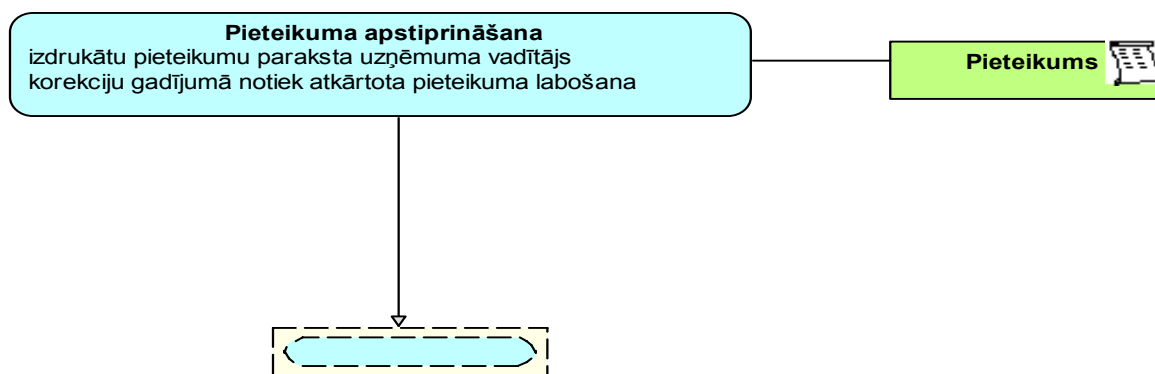 Pieteikuma apstiprināšana
izdrukātu pieteikumu paraksta uzņēmuma vadītājs
korekciju gadījumā notiek atkārtota pieteikuma labošana
Pieteikums